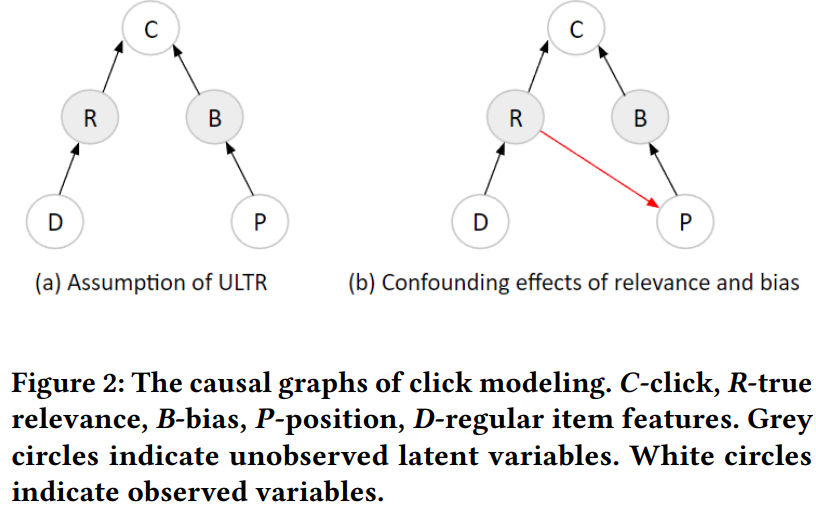 C
C
R
B
R
B
D
P
D
P
(a) Assumption of ULTR
(b) Confounding effects of relevance and bias
Figure 2: The causal graphs of click modeling. C-click, R-true
relevance, B-bias, P-position, D-regular item features. Grey
circles indicate unobserved latent variables. White circles
indicate observed variables.